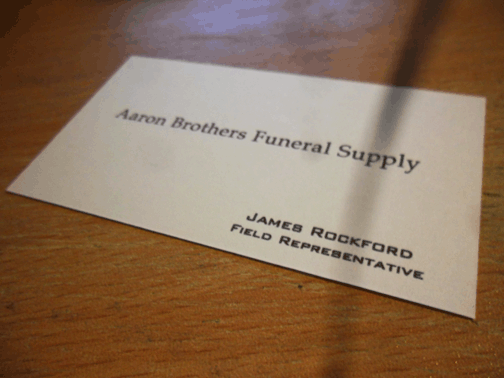 Aaron Brothers Funeral Supply
James Rockford
Field Representative